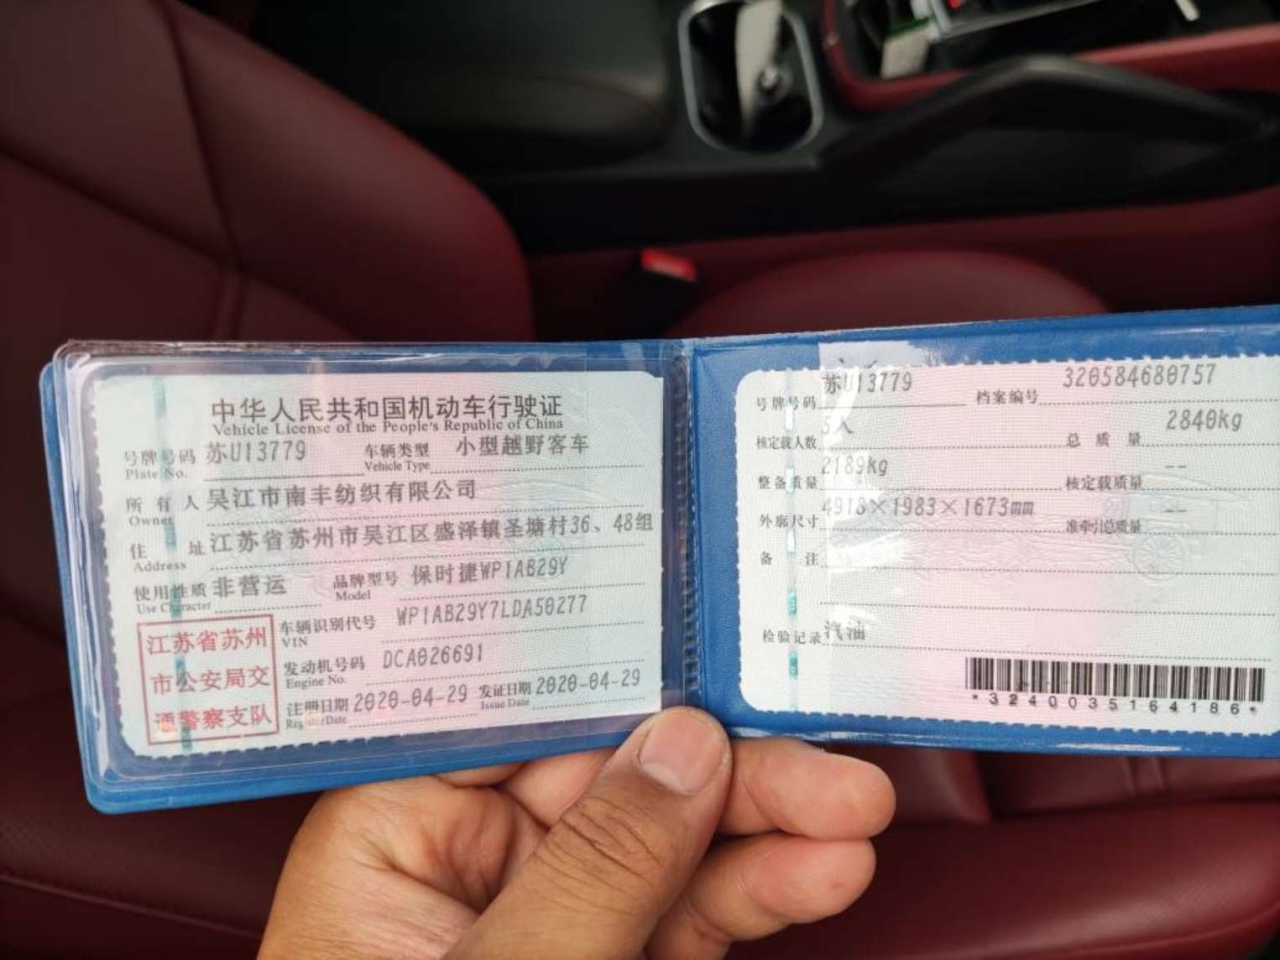 中华人民共和国机动车行驶证
Vehicle License of the People's Republic of China
号牌号码 苏U13779 车辆类型 小型越野客车
Plate No. Vehicle Type
所有人 吴江市南丰纺织有限公司
Owner
住址 江苏省苏州市吴江区盛泽镇圣塘村36、48组
Address
使用性质 非营运 品牌型号 保时捷WP1AB29Y
Use Character Model
江苏省苏州
市公安局交
通警察支队
车辆识别代号 WP1AB29Y7LDA50277
VIN
发动机号码 DCA026691
Engine No.
注册日期 2020-04-29 发证日期 2020-04-29
Register Date Issue Date
号牌号码 苏U13779 档案编号 320584680757
核定载人数 5人 总质量 2840kg
整备质量 2189kg 核定载质量 --
外廓尺寸 4918×1983×1673mm 准牵引总质量 --
备注
检验记录 汽油
*3240035164186*